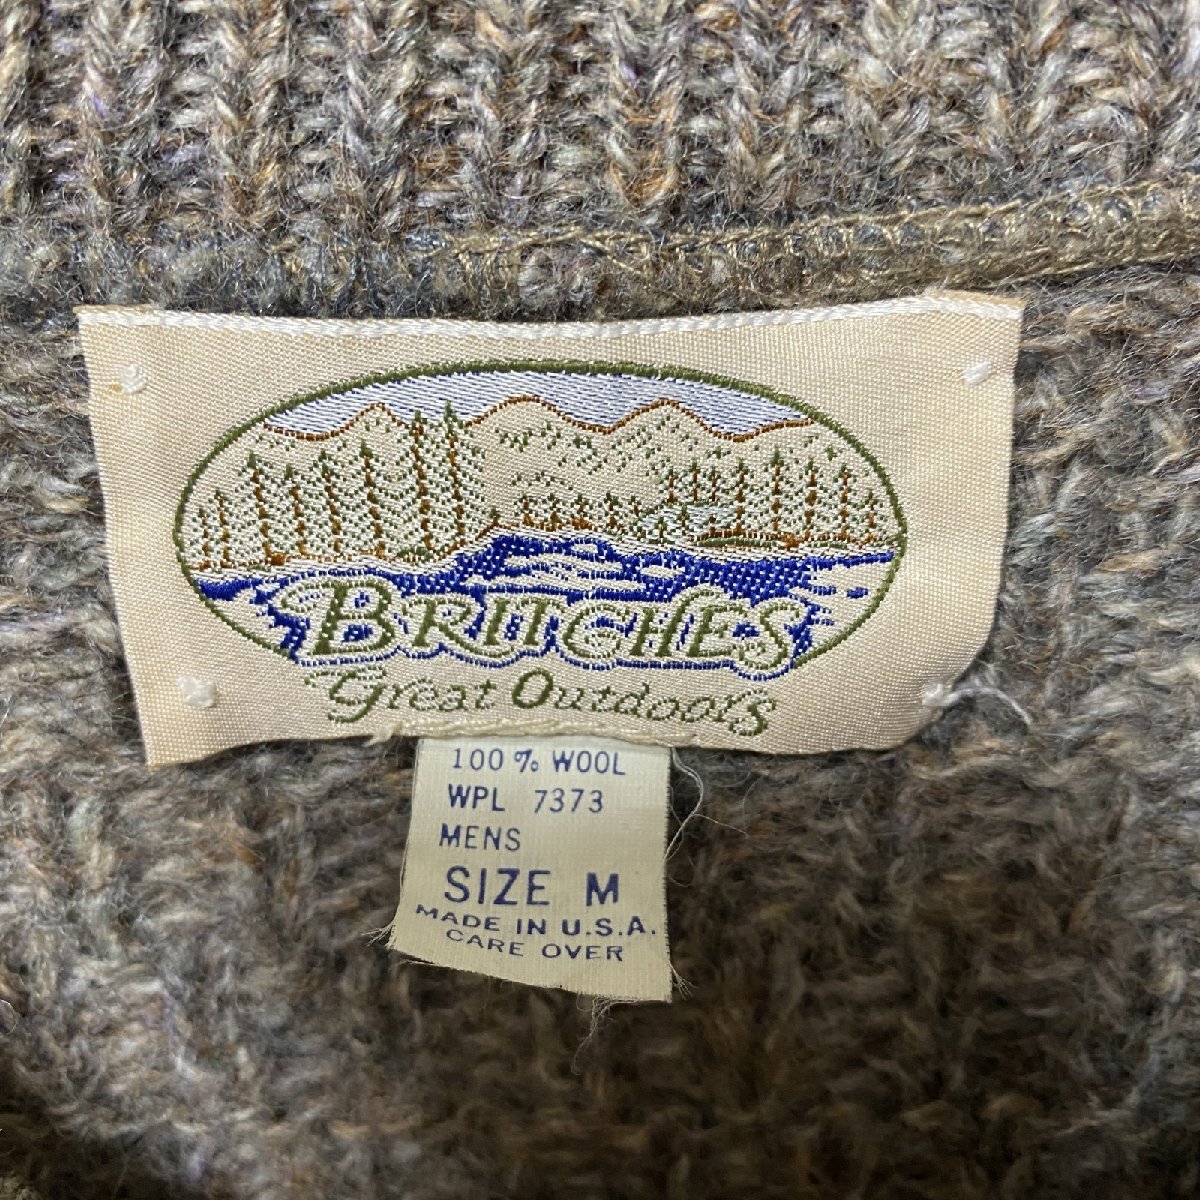 BRITCHES
Great Outdoors
100 % WOOL
WPL 7373
MENS
SIZE M
MADE IN U.S.A.
CARE OVER